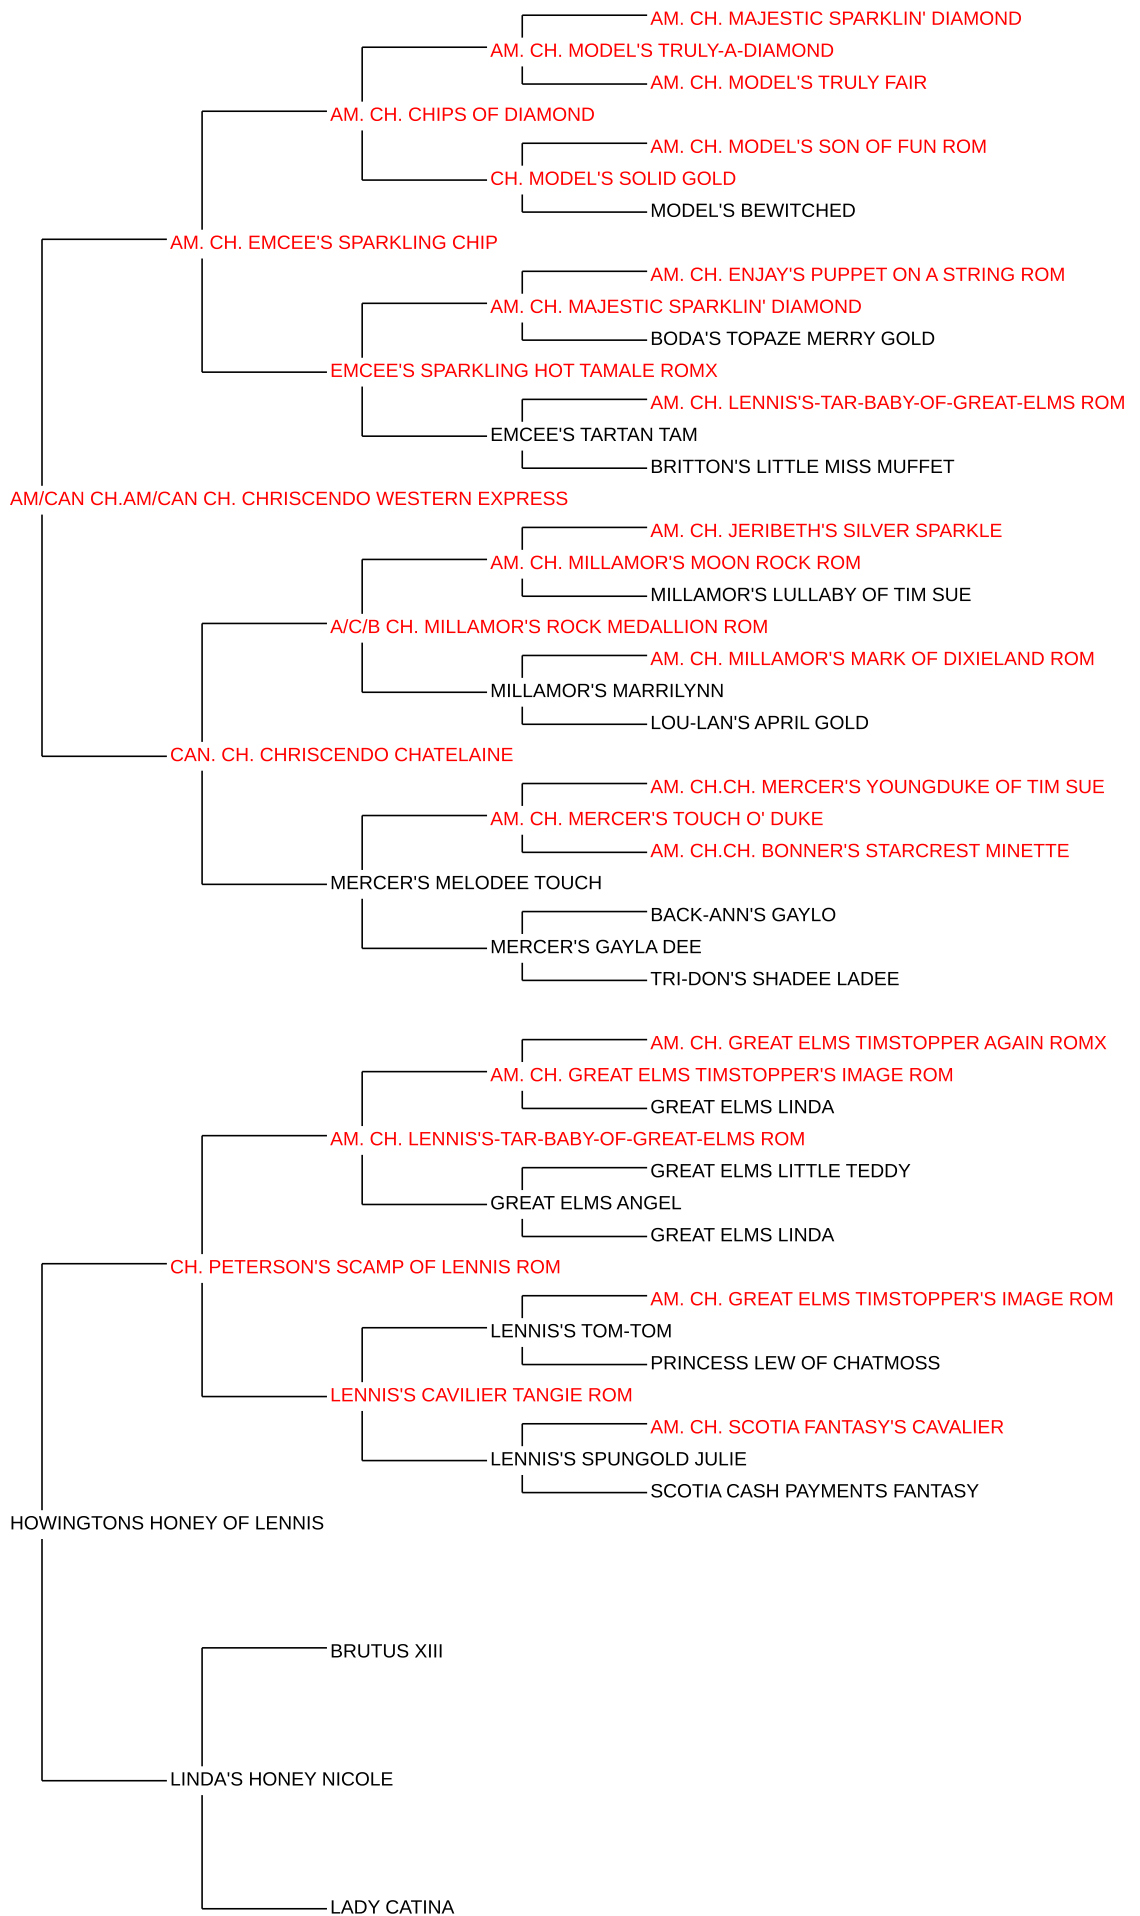 AM. CH. MAJESTIC SPARKLIN' DIAMOND
AM. CH. MODEL'S TRULY-A-DIAMOND
AM. CH. MODEL'S TRULY FAIR
AM. CH. CHIPS OF DIAMOND
AM. CH. MODEL'S SON OF FUN ROM
CH. MODEL'S SOLID GOLD
MODEL'S BEWITCHED
AM. CH. EMCEE'S SPARKLING CHIP
AM. CH. ENJAY'S PUPPET ON A STRING ROM
AM. CH. MAJESTIC SPARKLIN' DIAMOND
BODA'S TOPAZE MERRY GOLD
EMCEE'S SPARKLING HOT TAMALE ROMX
AM. CH. LENNIS'S-TAR-BABY-OF-GREAT-ELMS ROM
EMCEE'S TARTAN TAM
BRITTON'S LITTLE MISS MUFFET
AM/CAN CH.AM/CAN CH. CHRISCENDO WESTERN EXPRESS
AM. CH. JERIBETH'S SILVER SPARKLE
AM. CH. MILLAMOR'S MOON ROCK ROM
MILLAMOR'S LULLABY OF TIM SUE
A/C/B CH. MILLAMOR'S ROCK MEDALLION ROM
AM. CH. MILLAMOR'S MARK OF DIXIELAND ROM
MILLAMOR'S MARRILYNN
LOU-LAN'S APRIL GOLD
CAN. CH. CHRISCENDO CHATELAINE
AM. CH.CH. MERCER'S YOUNGDUKE OF TIM SUE
AM. CH. MERCER'S TOUCH O' DUKE
AM. CH.CH. BONNER'S STARCREST MINETTE
MERCER'S MELODEE TOUCH
BACK-ANN'S GAYLO
MERCER'S GAYLA DEE
TRI-DON'S SHADEE LADEE
AM. CH. GREAT ELMS TIMSTOPPER AGAIN ROMX
AM. CH. GREAT ELMS TIMSTOPPER'S IMAGE ROM
GREAT ELMS LINDA
AM. CH. LENNIS'S-TAR-BABY-OF-GREAT-ELMS ROM
GREAT ELMS LITTLE TEDDY
GREAT ELMS ANGEL
GREAT ELMS LINDA
CH. PETERSON'S SCAMP OF LENNIS ROM
AM. CH. GREAT ELMS TIMSTOPPER'S IMAGE ROM
LENNIS'S TOM-TOM
PRINCESS LEW OF CHATMOSS
LENNIS'S CAVILIER TANGIE ROM
AM. CH. SCOTIA FANTASY'S CAVALIER
LENNIS'S SPUNGOLD JULIE
SCOTIA CASH PAYMENTS FANTASY
HOWINGTONS HONEY OF LENNIS
BRUTUS XIII
LINDA'S HONEY NICOLE
LADY CATINA